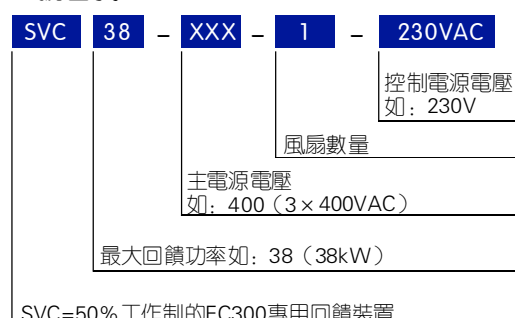 SVC 38 - XXX - 1 - 230VAC
控制電源電壓
如：230V
風扇數量
主電源電壓
如：400（3×400VAC）
最大回饋功率如：38（38kW）
SVC=50%工作制的EC300專用回饋裝置